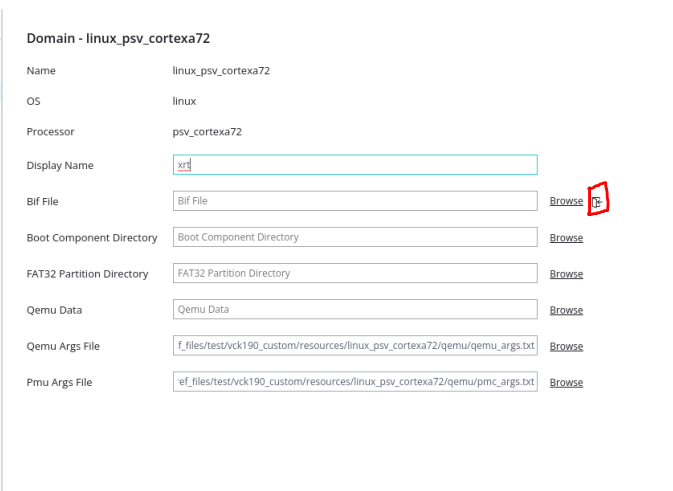 Domain - linux_psv_cortexa72
Name linux_psv_cortexa72
OS linux
Processor psv_cortexa72
Display Name xrt
Bif File Bif File Browse
Boot Component Directory Boot Component Directory Browse
FAT32 Partition Directory FAT32 Partition Directory Browse
Qemu Data Qemu Data Browse
Qemu Args File f_files/test/vck190_custom/resources/linux_psv_cortexa72/qemu/qemu_args.txt Browse
Pmu Args File ef_files/test/vck190_custom/resources/linux_psv_cortexa72/qemu/pmc_args.txt Browse